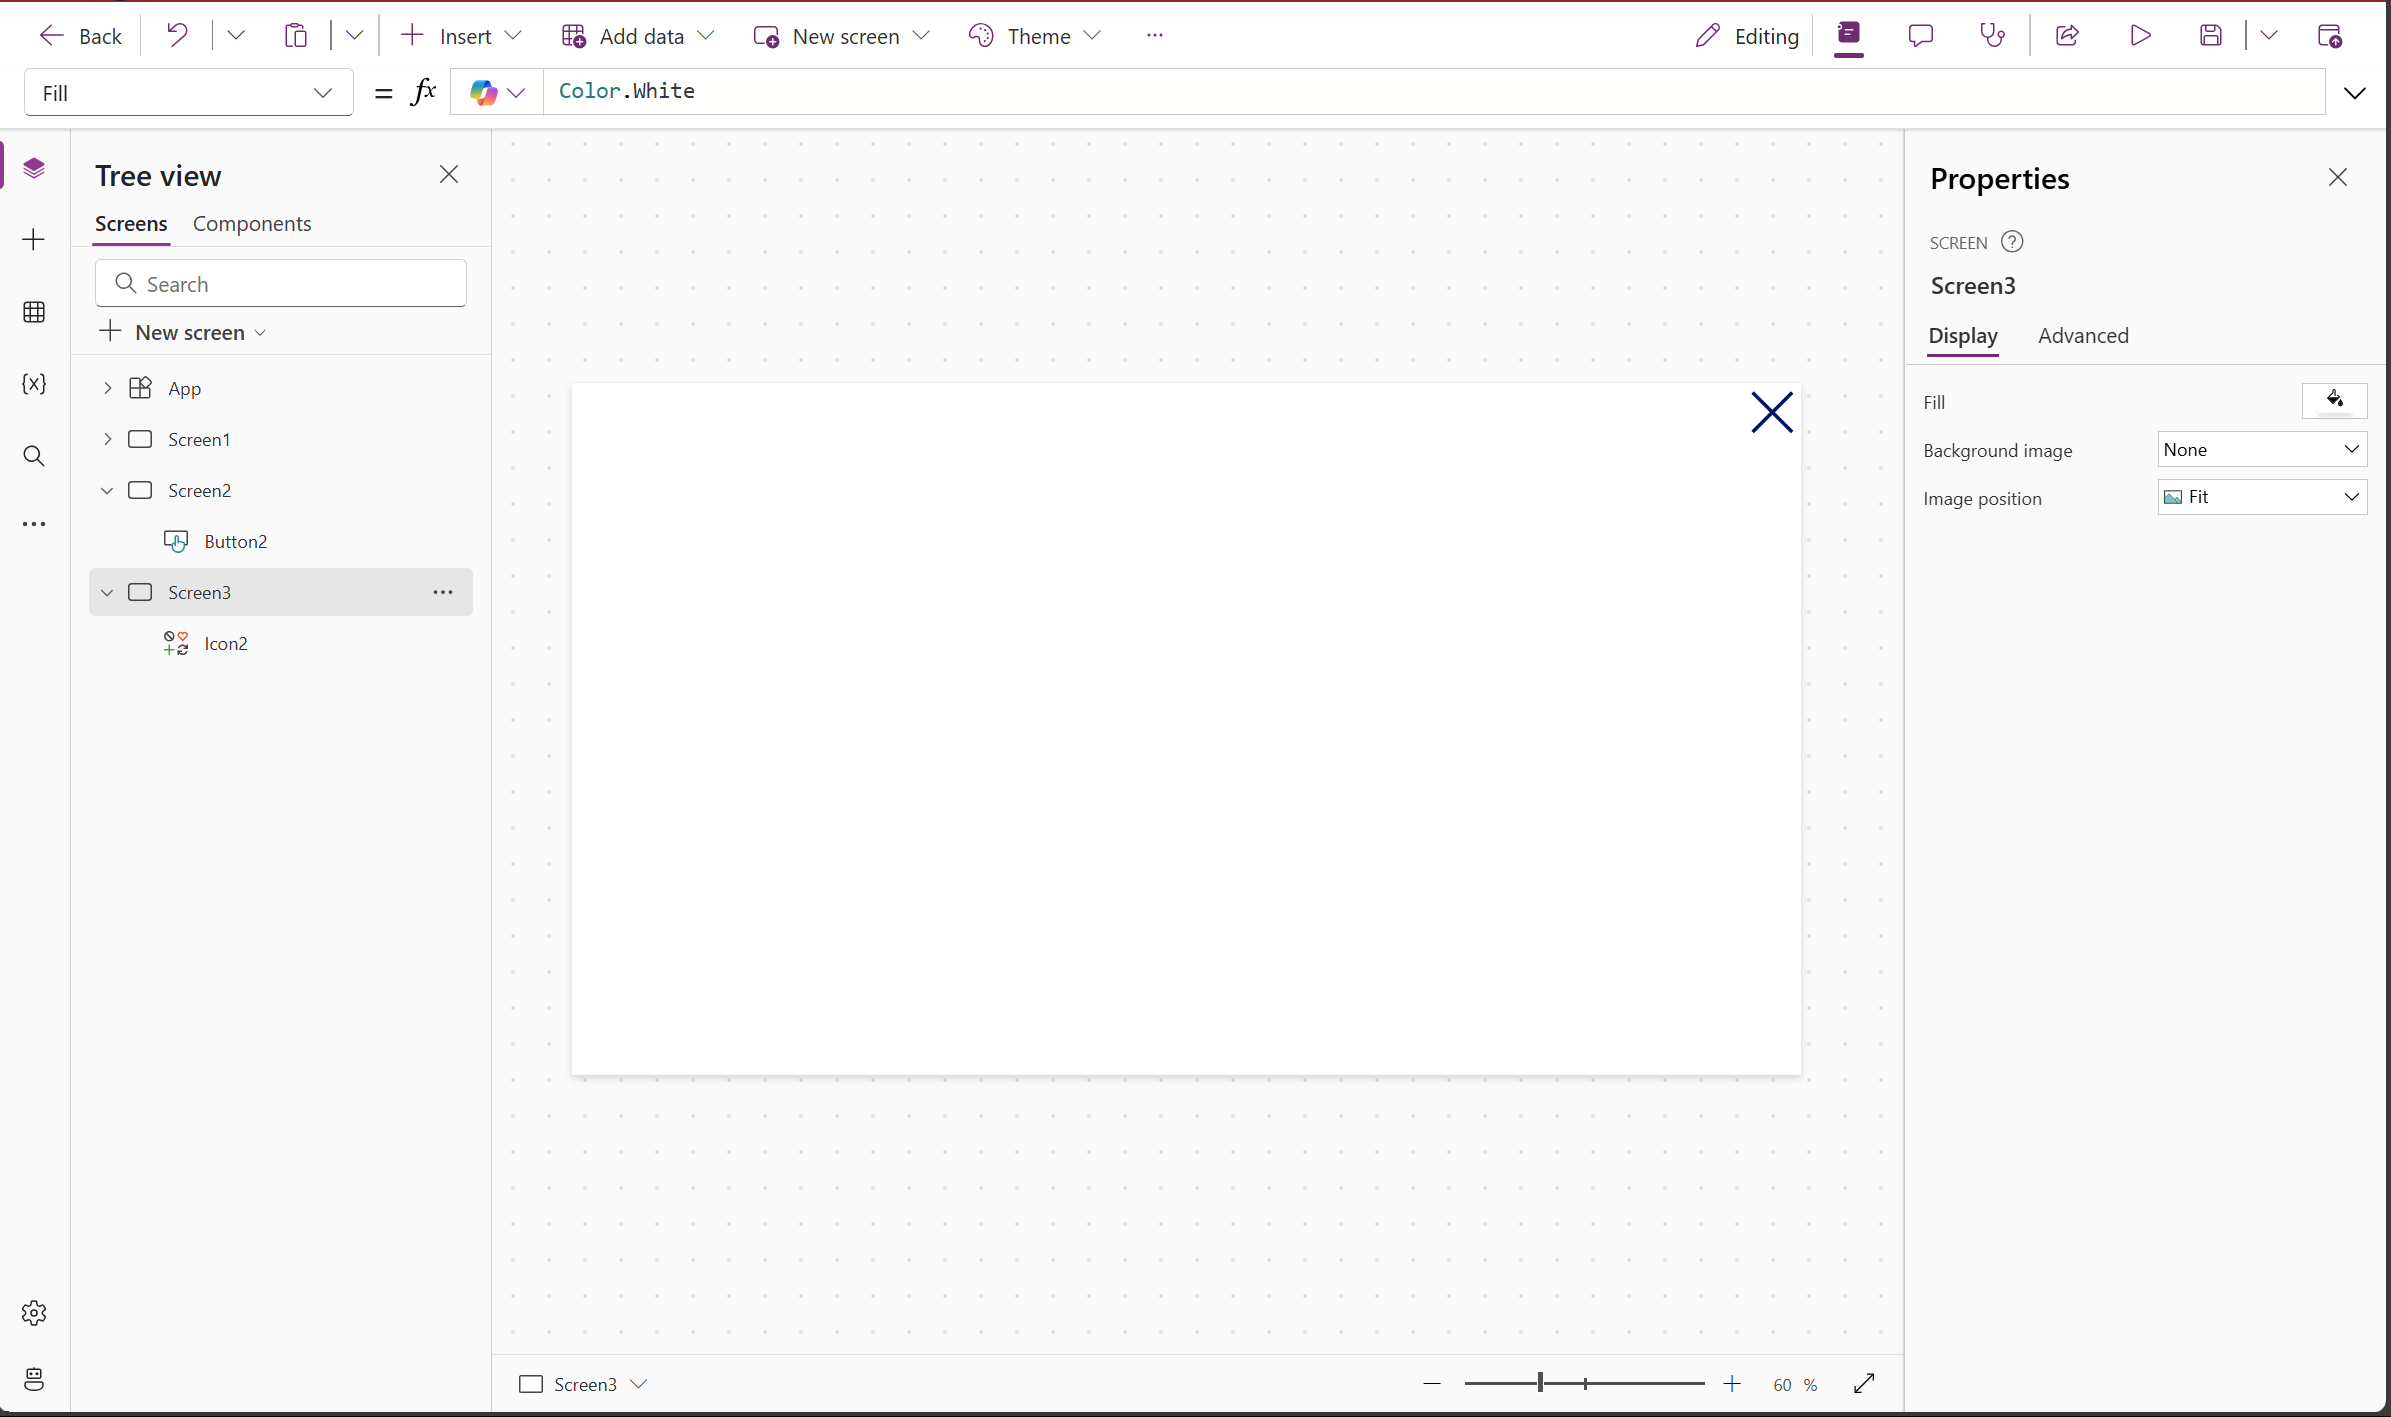 Back
Insert
Add data
New screen
Theme
Editing
Fill
= fx
Color.White
Tree view
Screens Components
Search
New screen
App
Screen1
Screen2
Button2
Screen3
Icon2
Screen3
60 %
Properties
SCREEN ?
Screen3
Display Advanced
Fill
Background image None
Image position Fit